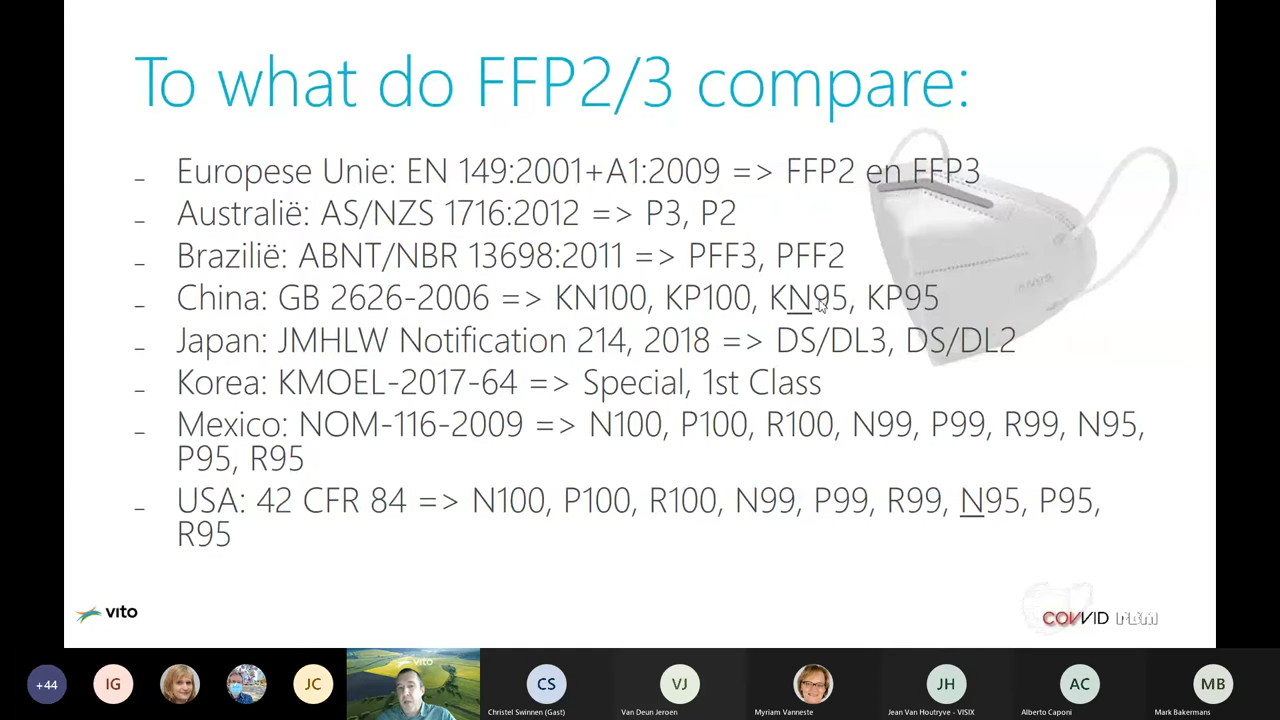 To what do FFP2/3 compare:
– Europese Unie: EN 149:2001+A1:2009 => FFP2 en FFP3
– Australië: AS/NZS 1716:2012 => P3, P2
– Brazilië: ABNT/NBR 13698:2011 => PFF3, PFF2
– China: GB 2626-2006 => KN100, KP100, KN95, KP95
– Japan: JMHLW Notification 214, 2018 => DS/DL3, DS/DL2
– Korea: KMOEL-2017-64 => Special, 1st Class
– Mexico: NOM-116-2009 => N100, P100, R100, N99, P99, R99, N95,
P95, R95
– USA: 42 CFR 84 => N100, P100, R100, N99, P99, R99, N95, P95,
R95
vito
COVVID PBM
+44
IG
JC
vito
CS
VJ
JH
AC
MB
Christel Swinnen (Gast)
Van Deun Jeroen
Myriam Vanneste
Jean Van Houtryve - VISIX
Alberto Caponi
Mark Bakermans